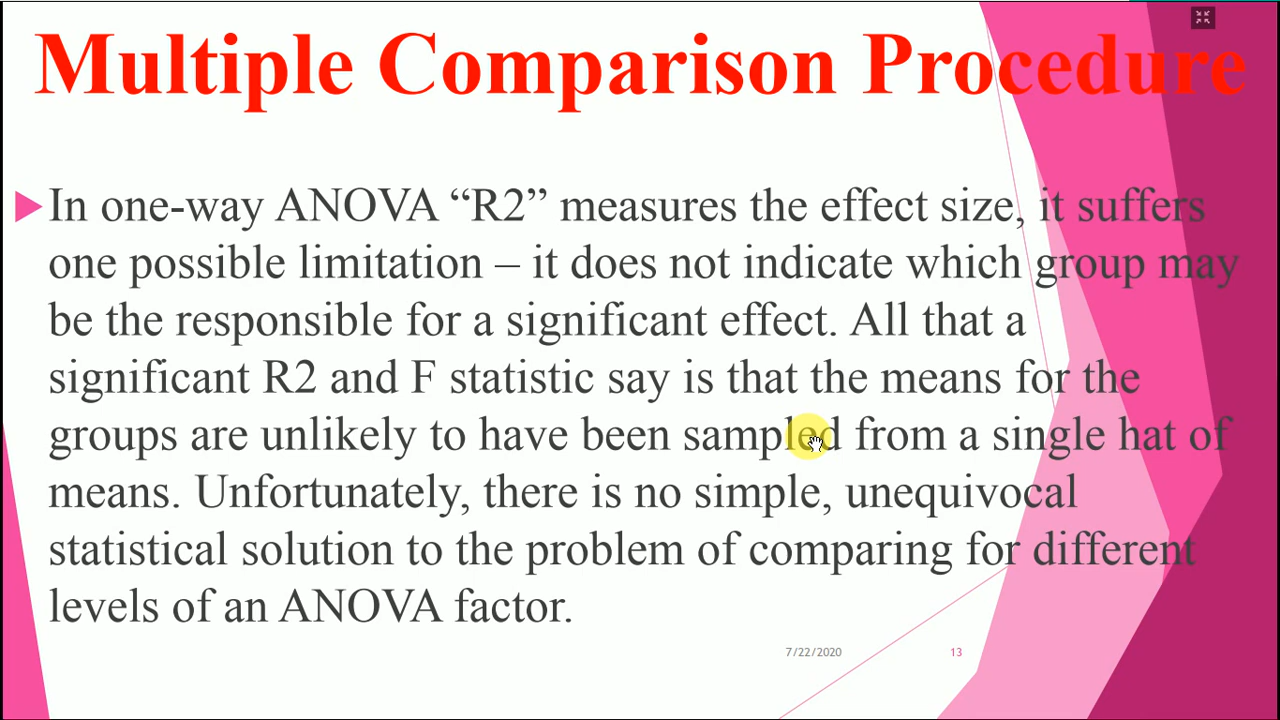 Multiple Comparison Procedure
In one-way ANOVA “R2” measures the effect size, it suffers
one possible limitation – it does not indicate which group may
be the responsible for a significant effect. All that a
significant R2 and F statistic say is that the means for the
groups are unlikely to have been sampled from a single hat of
means. Unfortunately, there is no simple, unequivocal
statistical solution to the problem of comparing for different
levels of an ANOVA factor.
7/22/2020
13